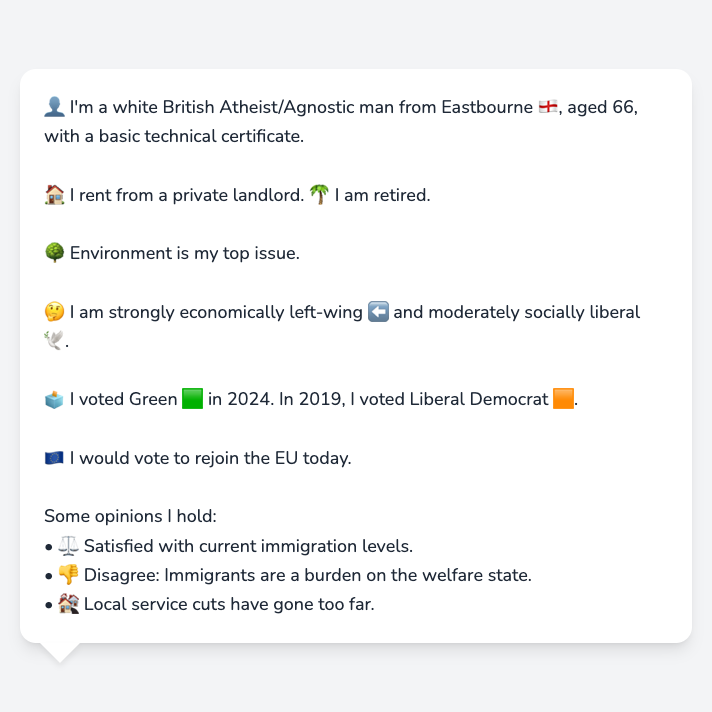 👤 I'm a white British Atheist/Agnostic man from Eastbourne 🏴󠁧󠁢󠁥󠁮󠁧󠁿, aged 66,
with a basic technical certificate.
🏠 I rent from a private landlord. 🌴 I am retired.
🌳 Environment is my top issue.
🤔 I am strongly economically left-wing ⬅️ and moderately socially liberal
🕊️.
🗳️ I voted Green 🟩 in 2024. In 2019, I voted Liberal Democrat 🟧.
🇪🇺 I would vote to rejoin the EU today.
Some opinions I hold:
• ⚖️ Satisfied with current immigration levels.
• 👎 Disagree: Immigrants are a burden on the welfare state.
• 🏚️ Local service cuts have gone too far.